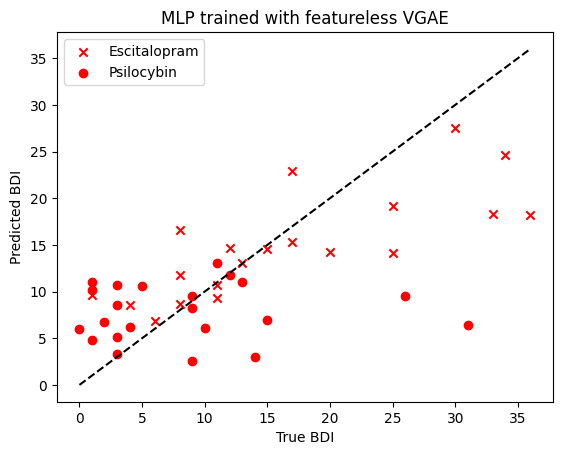 MLP trained with featureless VGAE
Escitalopram
Psilocybin
Predicted BDI
35
30
25
20
15
10
5
0
0 5 10 15 20 25 30 35
True BDI